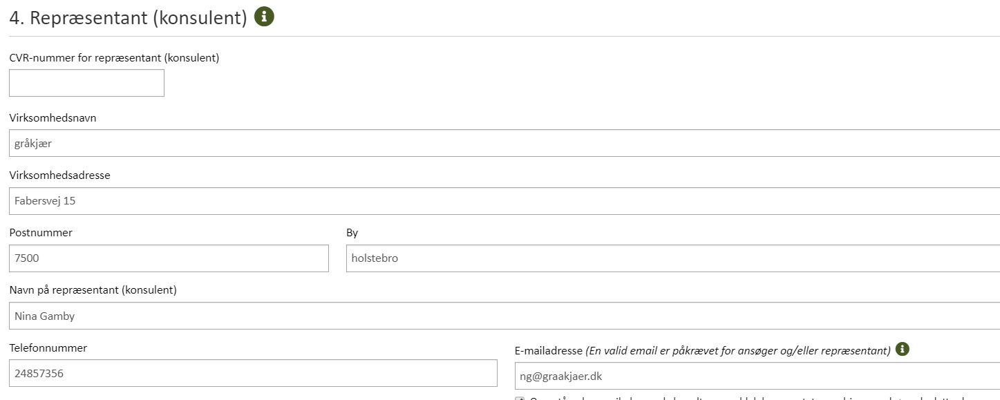 4. Repræsentant (konsulent)
CVR-nummer for repræsentant (konsulent)
Virksomhedsnavn
gråkjær
Virksomhedsadresse
Fabersvej 15
Postnummer
By
7500
holstebro
Navn på repræsentant (konsulent)
Nina Gamby
Telefonnummer
E-mailadresse (En valid email er påkrævet for ansøger og/eller repræsentant)
24857356
ng@graakjaer.dk